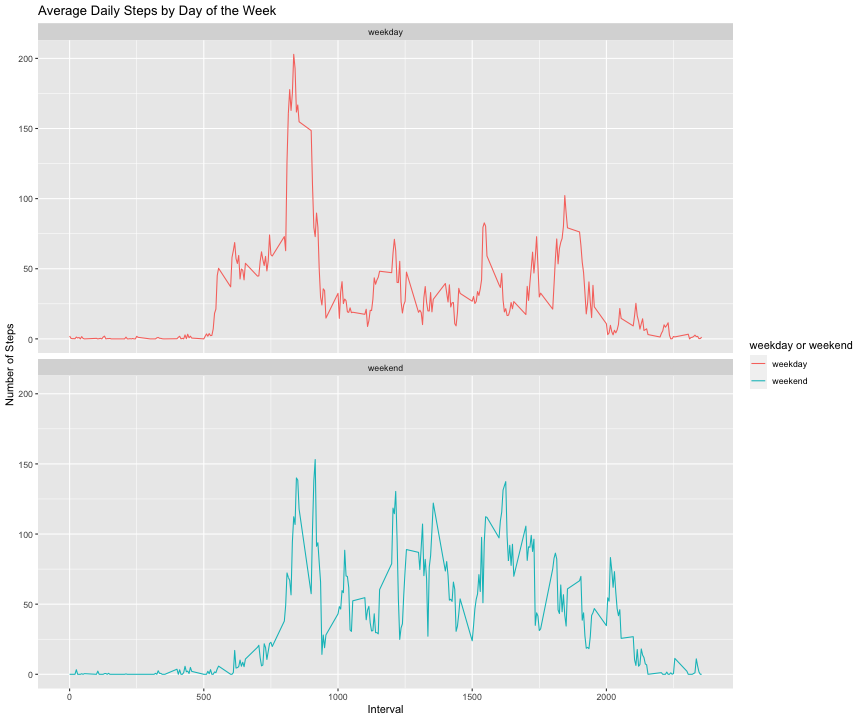 Average Daily Steps by Day of the Week
weekday
200
150
100
50
0
Number of Steps
weekend
200
150
100
50
0
0 500 1000 1500 2000
Interval
weekday or weekend
weekday
weekend